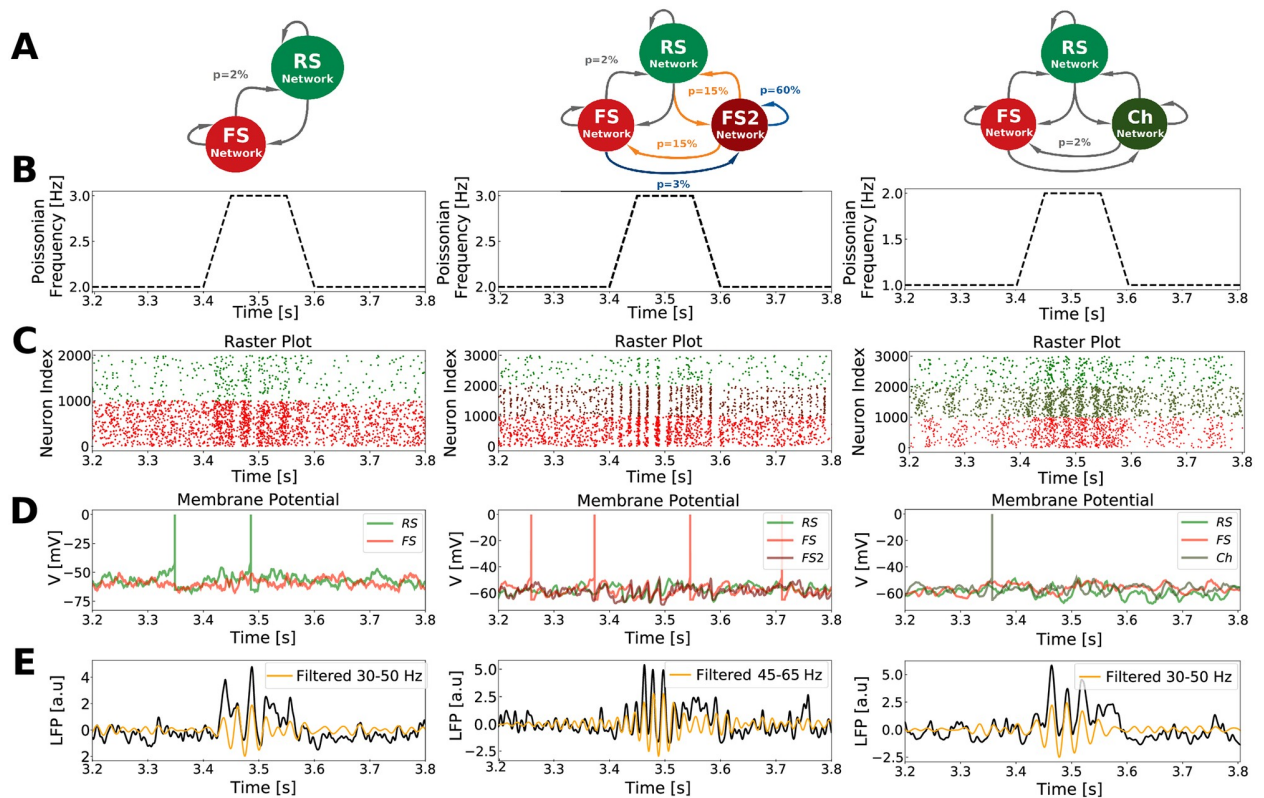 A
RS
Network
p=2%
FS
Network
RS
Network
p=2%
p=15%
p=60%
FS
Network
FS2
Network
p=15%
p=3%
RS
Network
FS
Network
Ch
Network
p=2%
B
Poissonian
Frequency [Hz]
3.0
2.5
2.0
3.2 3.3 3.4 3.5 3.6 3.7 3.8
Time [s]
Poissonian
Frequency [Hz]
3.0
2.5
2.0
3.2 3.3 3.4 3.5 3.6 3.7 3.8
Time [s]
Poissonian
Frequency [Hz]
2.0
1.5
1.0
3.2 3.3 3.4 3.5 3.6 3.7 3.8
Time [s]
C
Raster Plot
Neuron Index
2000
1000
0
3.2 3.3 3.4 3.5 3.6 3.7 3.8
Time [s]
Raster Plot
Neuron Index
3000
2000
1000
0
3.2 3.3 3.4 3.5 3.6 3.7 3.8
Time [s]
Raster Plot
Neuron Index
3000
2000
1000
0
3.2 3.3 3.4 3.5 3.6 3.7 3.8
Time [s]
D
Membrane Potential
V [mV]
0
−25
−50
−75
RS
FS
3.2 3.3 3.4 3.5 3.6 3.7 3.8
Time [s]
Membrane Potential
V [mV]
0
−20
−40
−60
RS
FS
FS2
3.2 3.3 3.4 3.5 3.6 3.7 3.8
Time [s]
Membrane Potential
V [mV]
0
−20
−40
−60
RS
FS
Ch
3.2 3.3 3.4 3.5 3.6 3.7 3.8
Time [s]
E
LFP [a.u]
4
2
0
2
Filtered 30-50 Hz
3.2 3.3 3.4 3.5 3.6 3.7 3.8
Time [s]
LFP [a.u]
5.0
2.5
0.0
−2.5
Filtered 45-65 Hz
3.2 3.3 3.4 3.5 3.6 3.7 3.8
Time [s]
LFP [a.u]
5.0
2.5
0.0
−2.5
Filtered 30-50 Hz
3.2 3.3 3.4 3.5 3.6 3.7 3.8
Time [s]